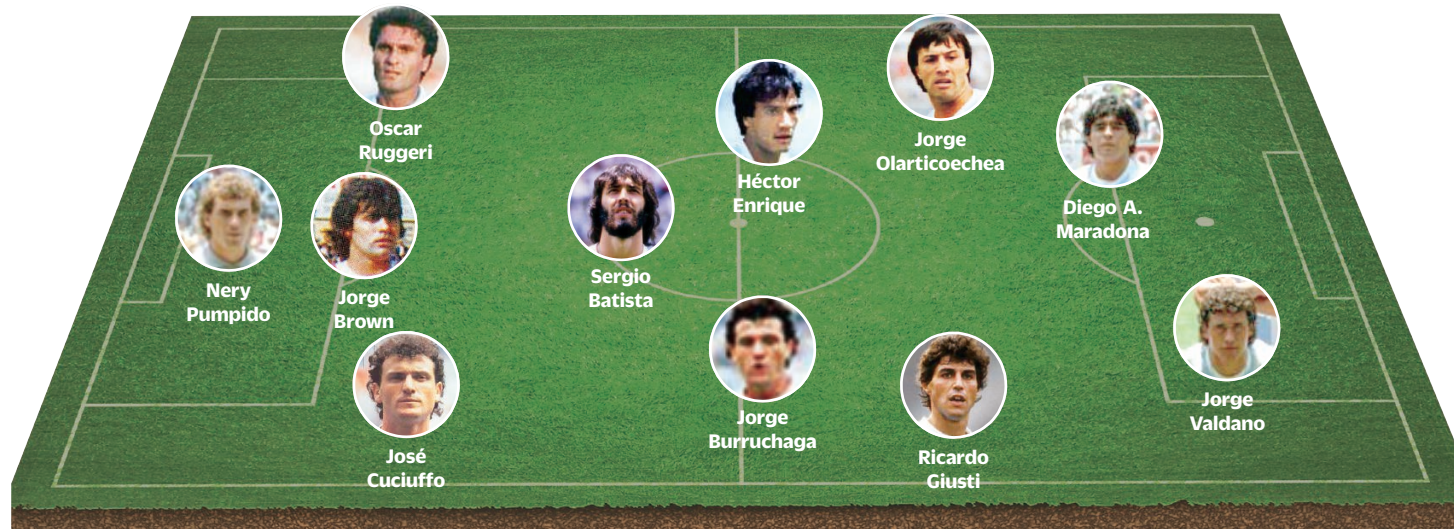 Oscar
Ruggeri
Héctor
Enrique
Jorge
Olarticoechea
Diego A.
Maradona
Nery
Pumpido
Jorge
Brown
Sergio
Batista
José
Cuciuffo
Jorge
Burruchaga
Ricardo
Giusti
Jorge
Valdano